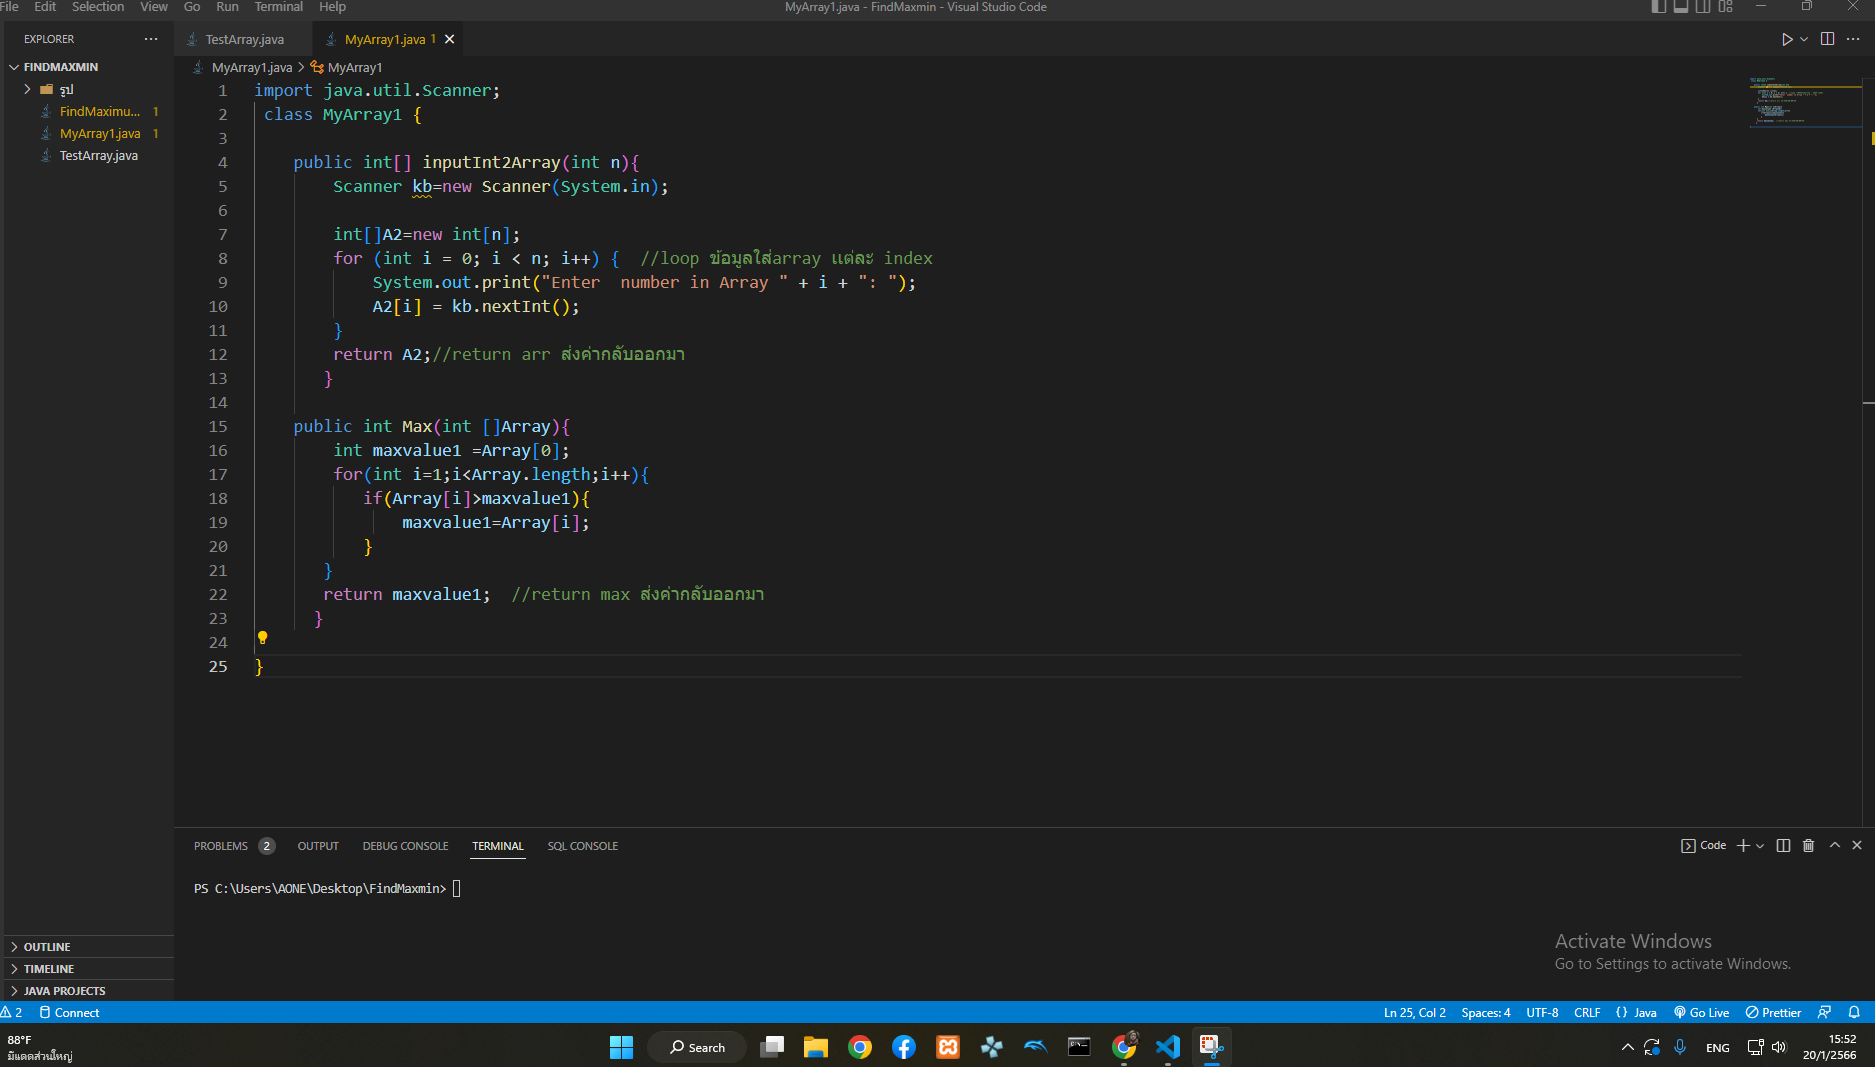 File Edit Selection View Go Run Terminal Help
MyArray1.java - FindMaxmin - Visual Studio Code
EXPLORER
TestArray.java
MyArray1.java 1
FINDMAXMIN
รูป
FindMaximu... 1
MyArray1.java 1
TestArray.java
MyArray1.java > MyArray1
1 import java.util.Scanner;
2 class MyArray1 {
3
4 public int[] inputInt2Array(int n){
5 Scanner kb=new Scanner(System.in);
6
7 int[]A2=new int[n];
8 for (int i = 0; i < n; i++) { //loop ข้อมูลใส่array แต่ละ index
9 System.out.print("Enter  number in Array " + i + ": ");
10 A2[i] = kb.nextInt();
11 }
12 return A2;//return arr ส่งค่ากลับออกมา
13 }
14
15 public int Max(int []Array){
16 int maxvalue1 =Array[0];
17 for(int i=1;i<Array.length;i++){
18 if(Array[i]>maxvalue1){
19 maxvalue1=Array[i];
20 }
21 }
22 return maxvalue1;  //return max ส่งค่ากลับออกมา
23 }
24
25 }
PROBLEMS 2 OUTPUT DEBUG CONSOLE TERMINAL SQL CONSOLE
Code
PS C:\Users\AONE\Desktop\FindMaxmin>
OUTLINE
TIMELINE
JAVA PROJECTS
Activate Windows
Go to Settings to activate Windows.
2 Connect
Ln 25, Col 2 Spaces: 4 UTF-8 CRLF {} Java Go Live Prettier
88°F
มีแดดส่วนใหญ่
Search
ENG
15:52
20/1/2566